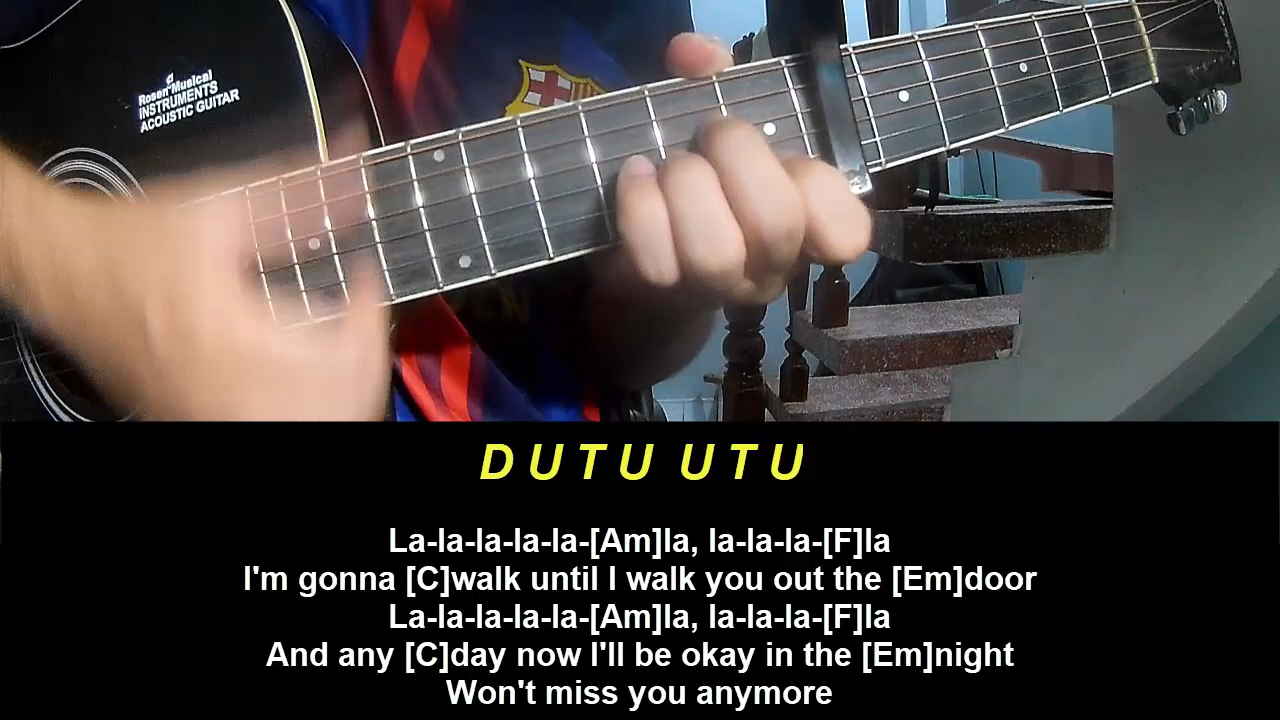 Rosen Musical
INSTRUMENTS
ACOUSTIC GUITAR
D U T U U T U
La-la-la-la-la-[Am]la, la-la-la-[F]la
I'm gonna [C]walk until I walk you out the [Em]door
La-la-la-la-la-[Am]la, la-la-la-[F]la
And any [C]day now I'll be okay in the [Em]night
Won't miss you anymore